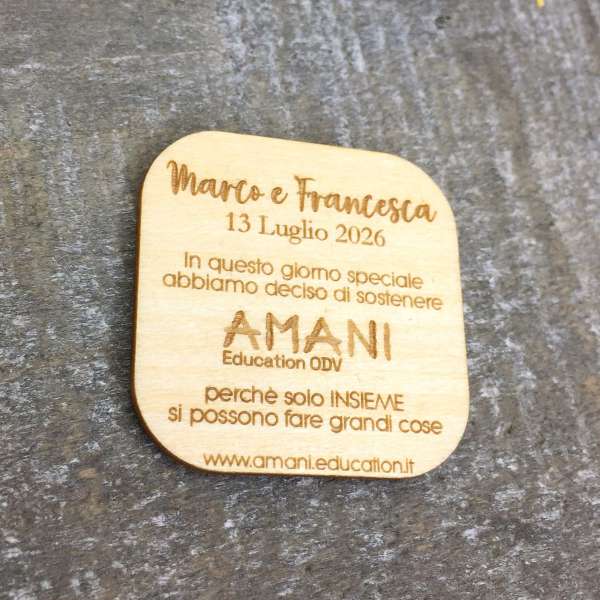 Marco e Francesca
13 Luglio 2026
In questo giorno speciale
abbiamo deciso di sostenere
AMANI
Education ODV
perchè solo INSIEME
si possono fare grandi cose
www.amani.education.it